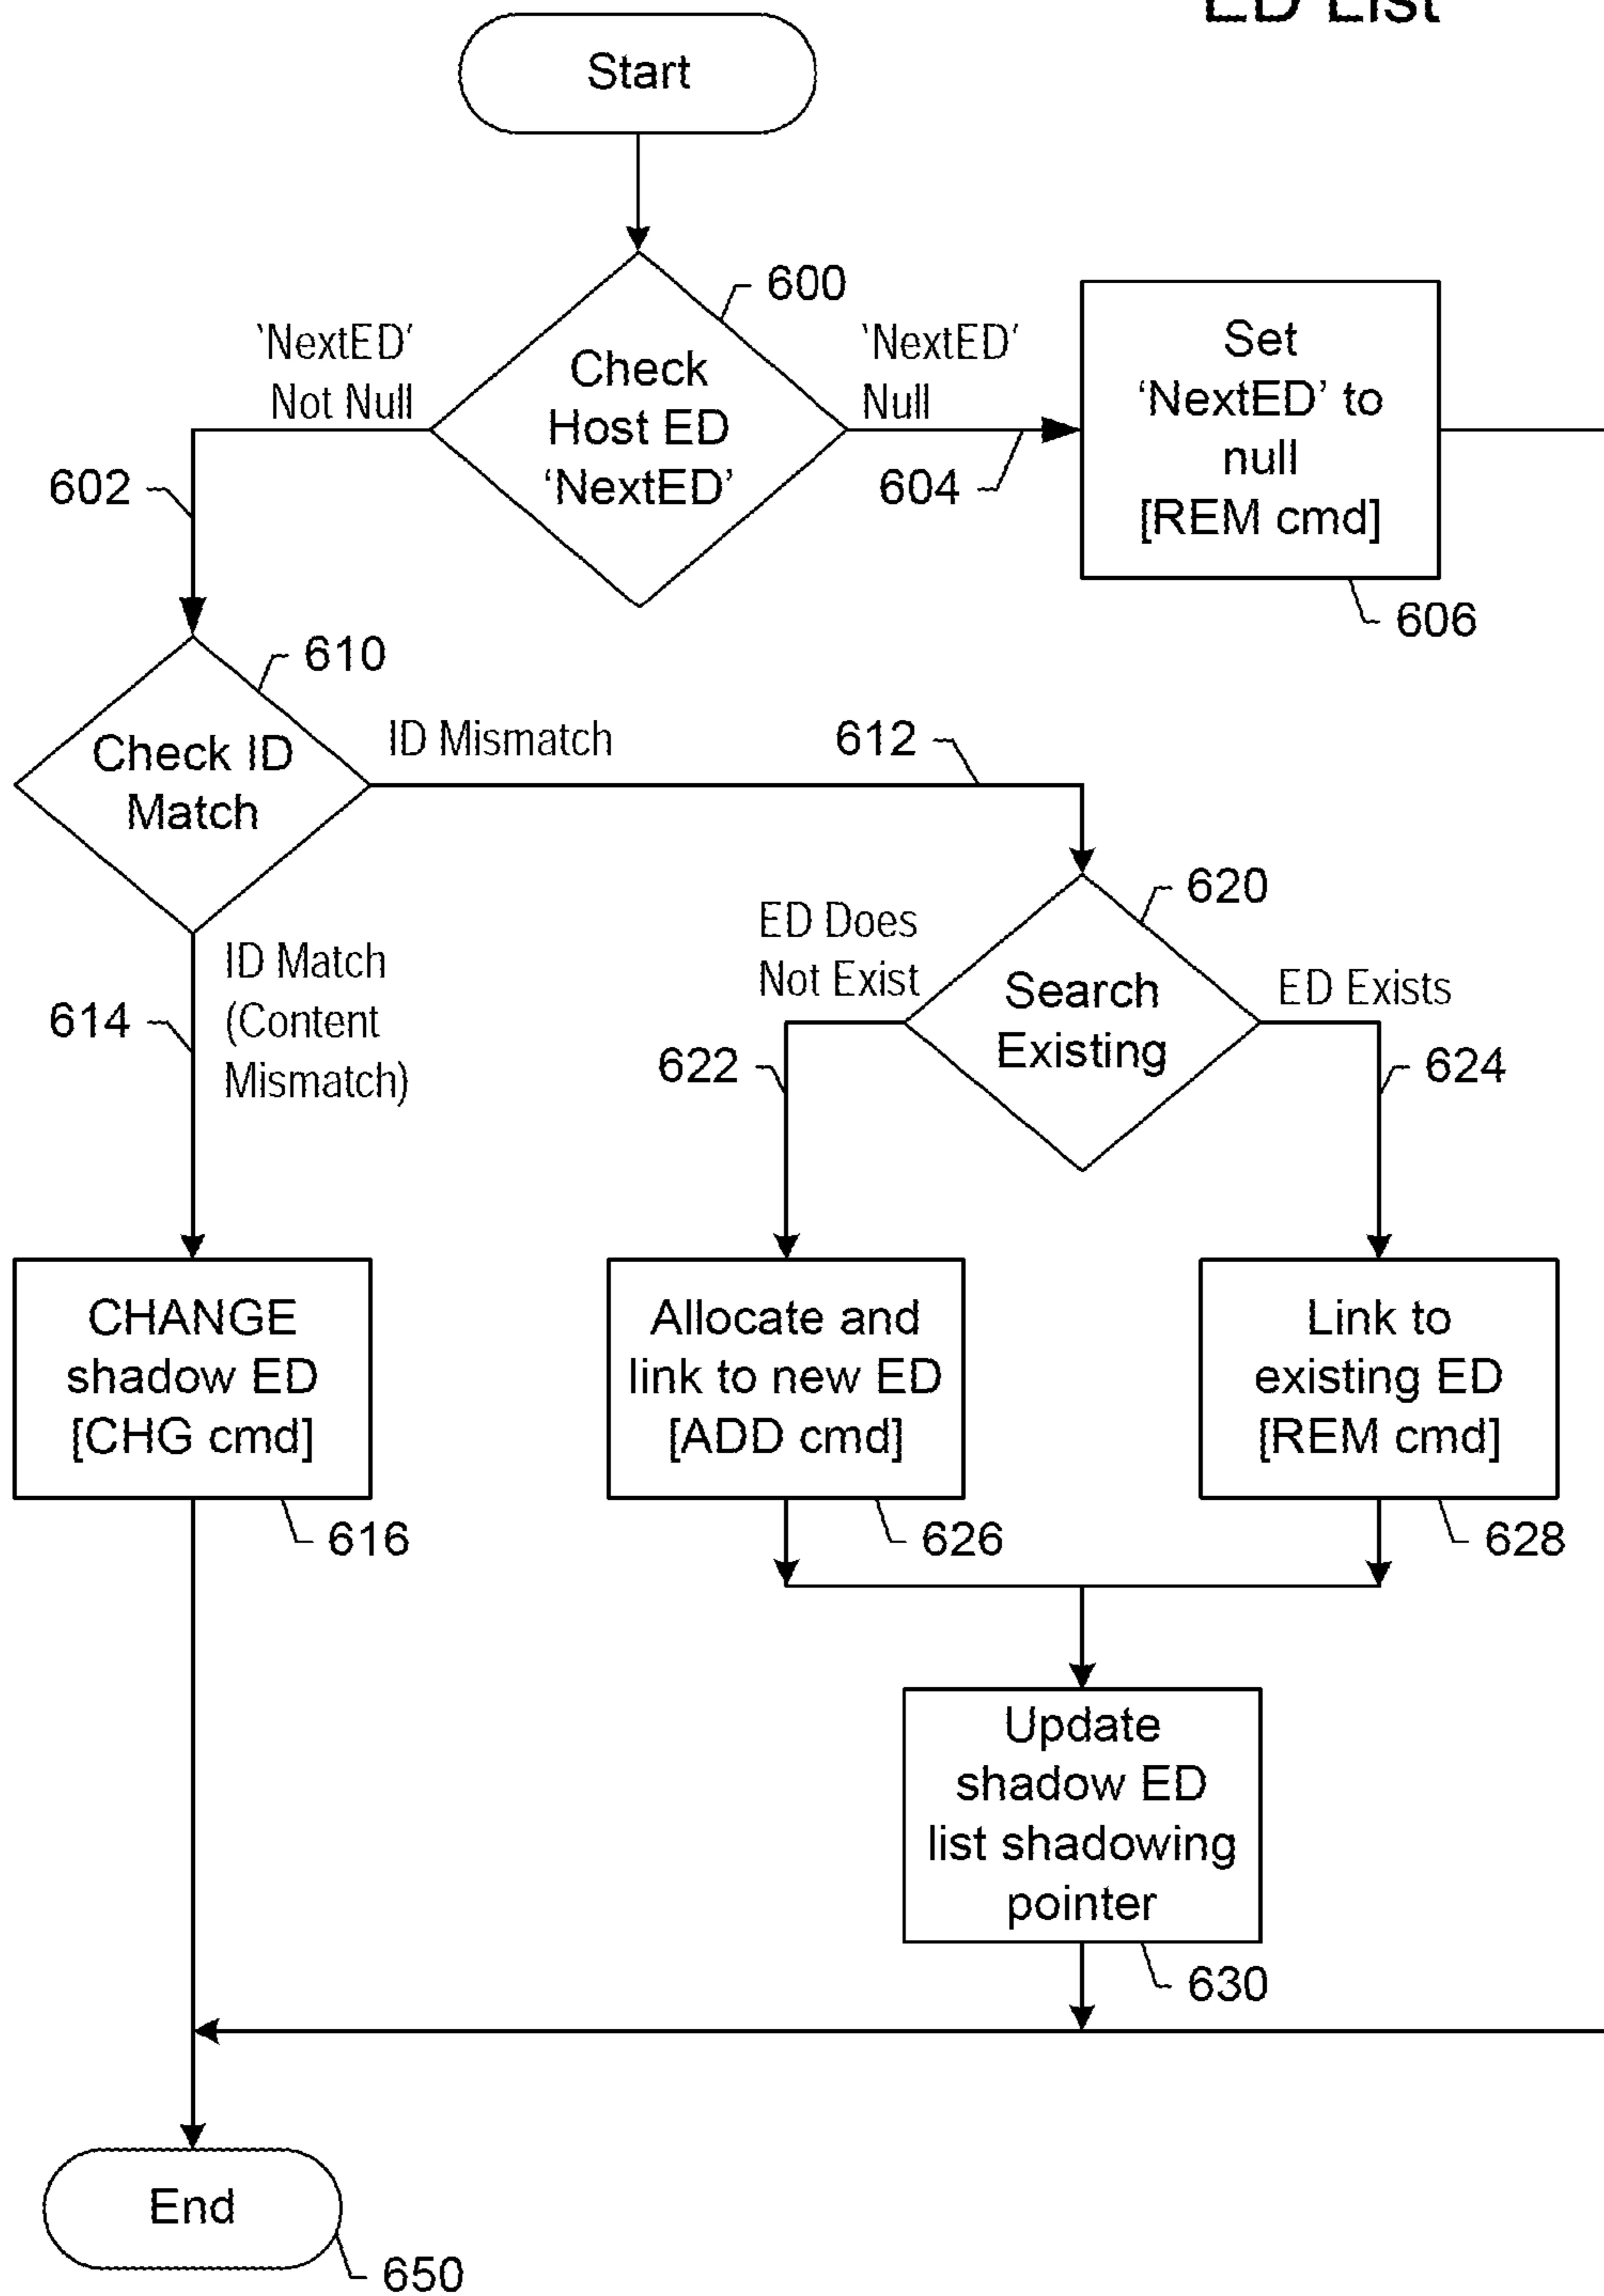 ED List
Start
600
'NextED'
Not Null
'NextED'
Null
Check
Host ED
'NextED'
Set
'NextED' to
null
[REM cmd]
602
604
606
610
Check ID
Match
ID Mismatch
612
620
ED Does
Not Exist
Search
Existing
ED Exists
ID Match
(Content
Mismatch)
614
622
624
CHANGE
shadow ED
[CHG cmd]
Allocate and
link to new ED
[ADD cmd]
Link to
existing ED
[REM cmd]
616
626
628
Update
shadow ED
list shadowing
pointer
630
End
650